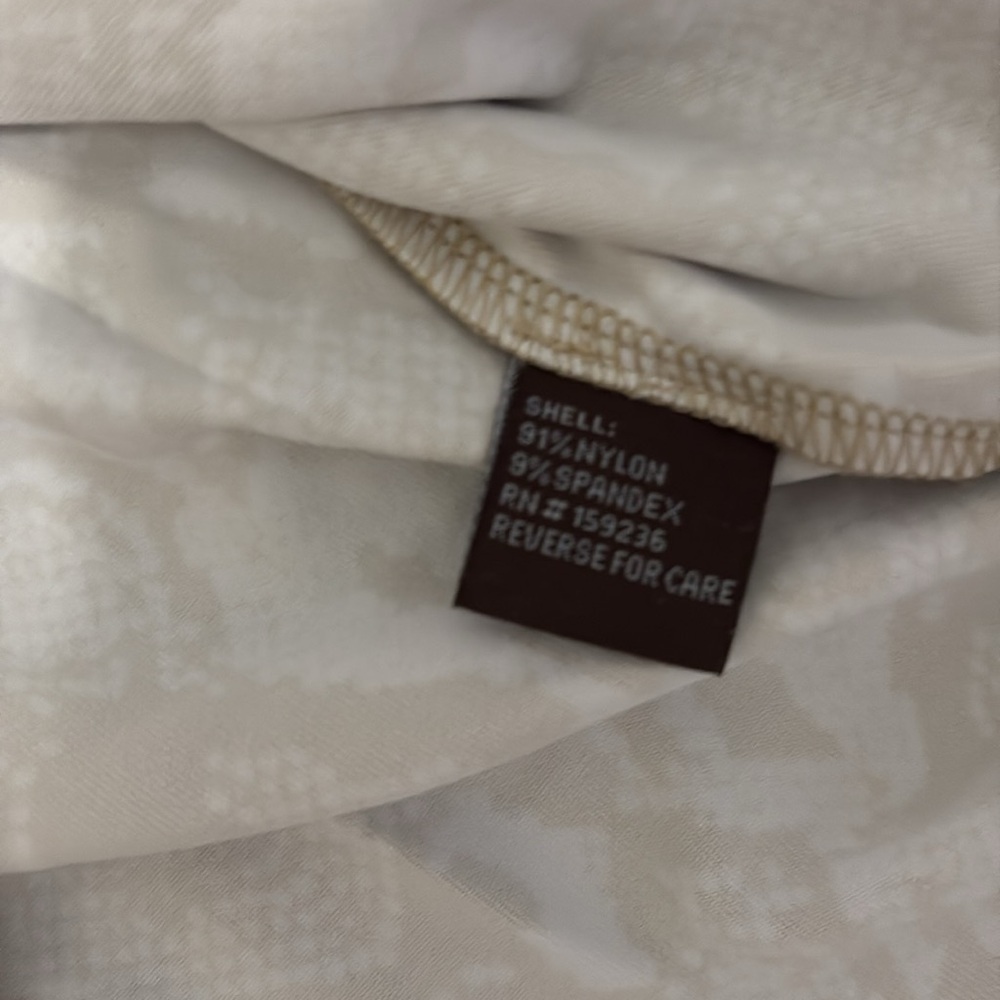 SHELL:
91% NYLON
9% SPANDEX
RN # 159236
REVERSE FOR CARE